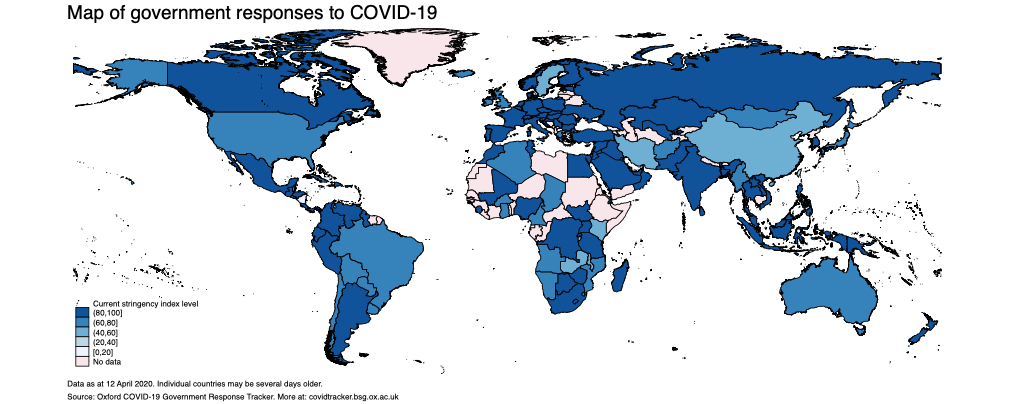 Map of government responses to COVID-19
Current stringency index level
(80,100]
(60,80]
(40,60]
(20,40]
[0,20]
No data
Data as at 12 April 2020. Individual countries may be several days older.
Source: Oxford COVID-19 Government Response Tracker. More at: covidtracker.bsg.ox.ac.uk